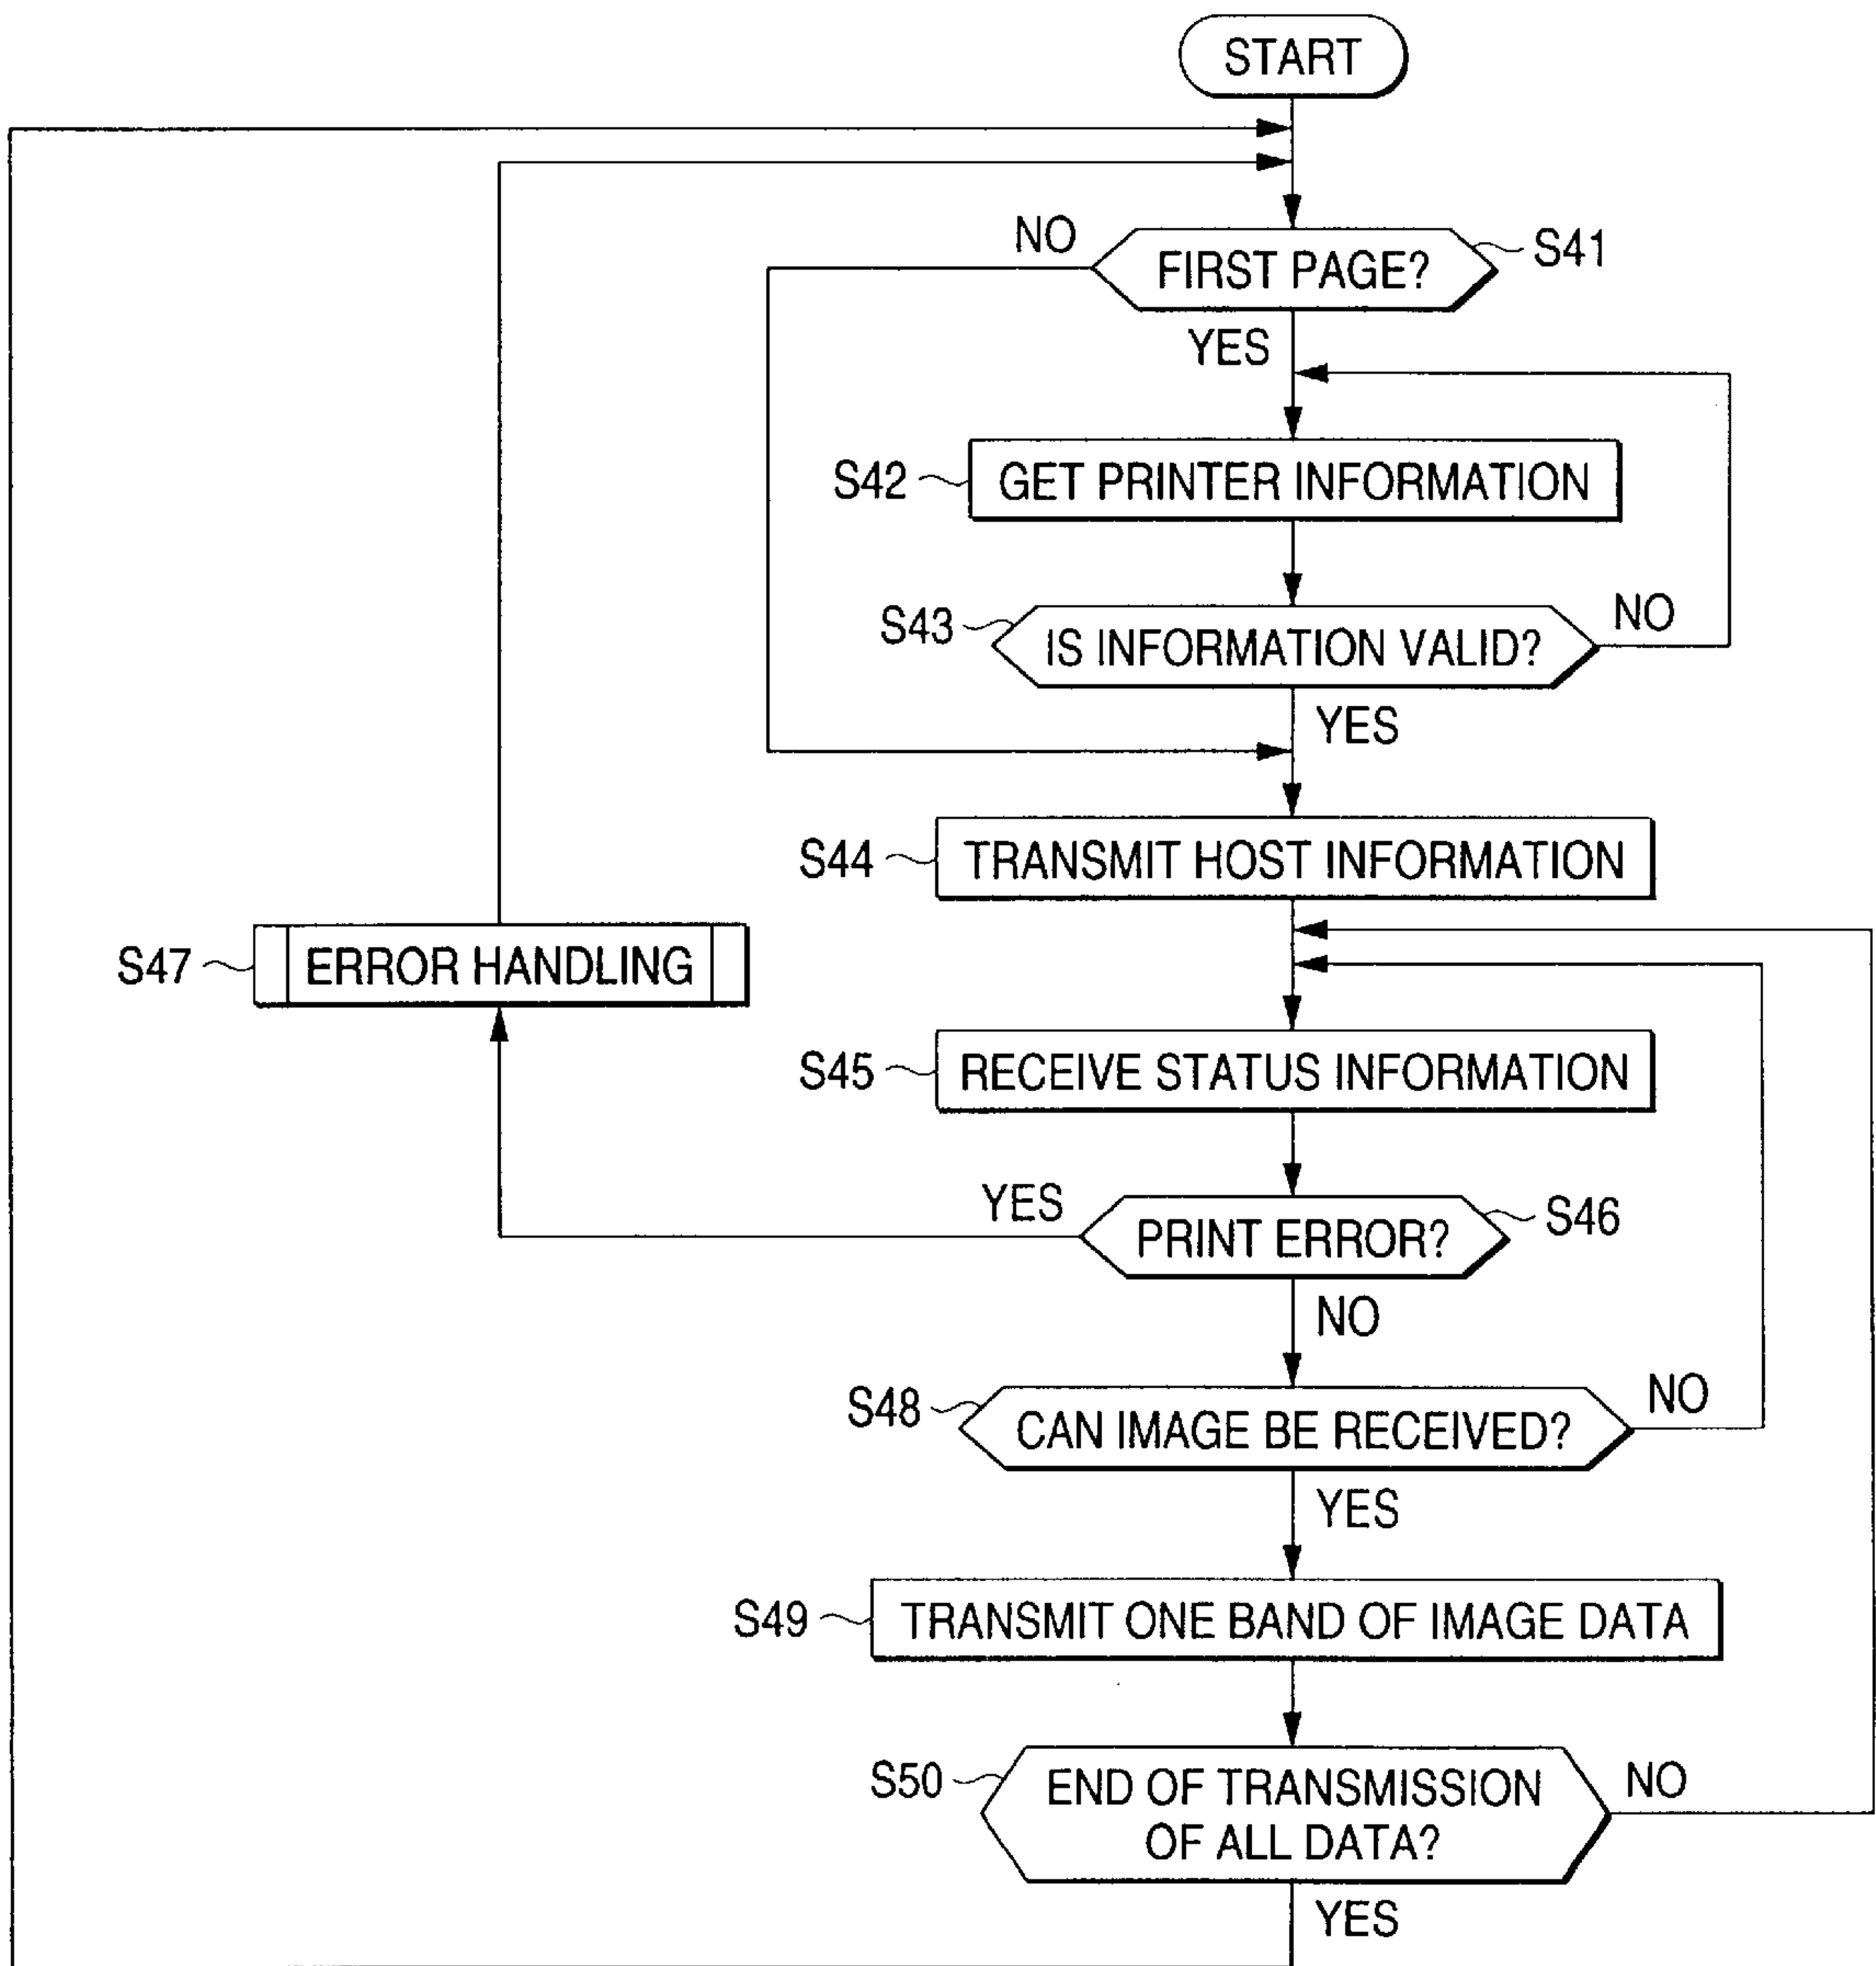 START
NO
FIRST PAGE?
S41
YES
S42
GET PRINTER INFORMATION
S43
IS INFORMATION VALID?
NO
YES
S44
TRANSMIT HOST INFORMATION
S47
ERROR HANDLING
S45
RECEIVE STATUS INFORMATION
YES
PRINT ERROR?
S46
NO
S48
CAN IMAGE BE RECEIVED?
NO
YES
S49
TRANSMIT ONE BAND OF IMAGE DATA
S50
END OF TRANSMISSION
OF ALL DATA?
NO
YES